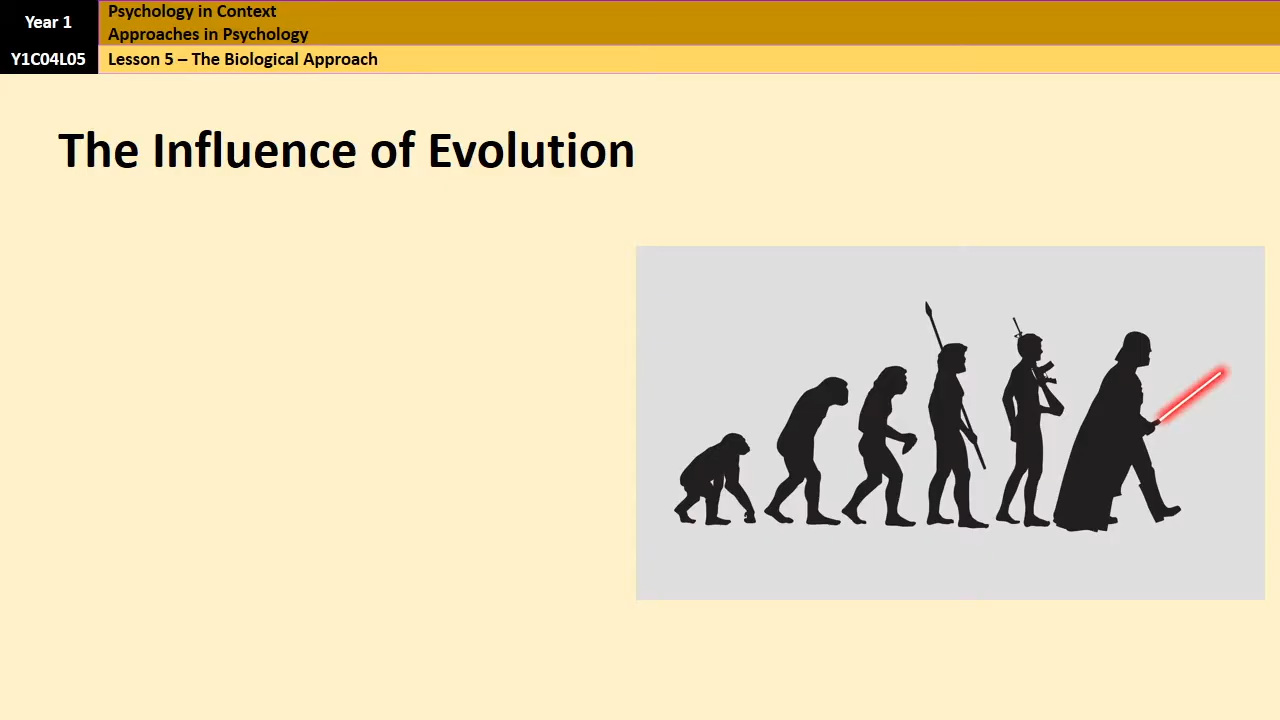 Year 1
Psychology in Context
Approaches in Psychology
Y1C04L05
Lesson 5 – The Biological Approach
The Influence of Evolution